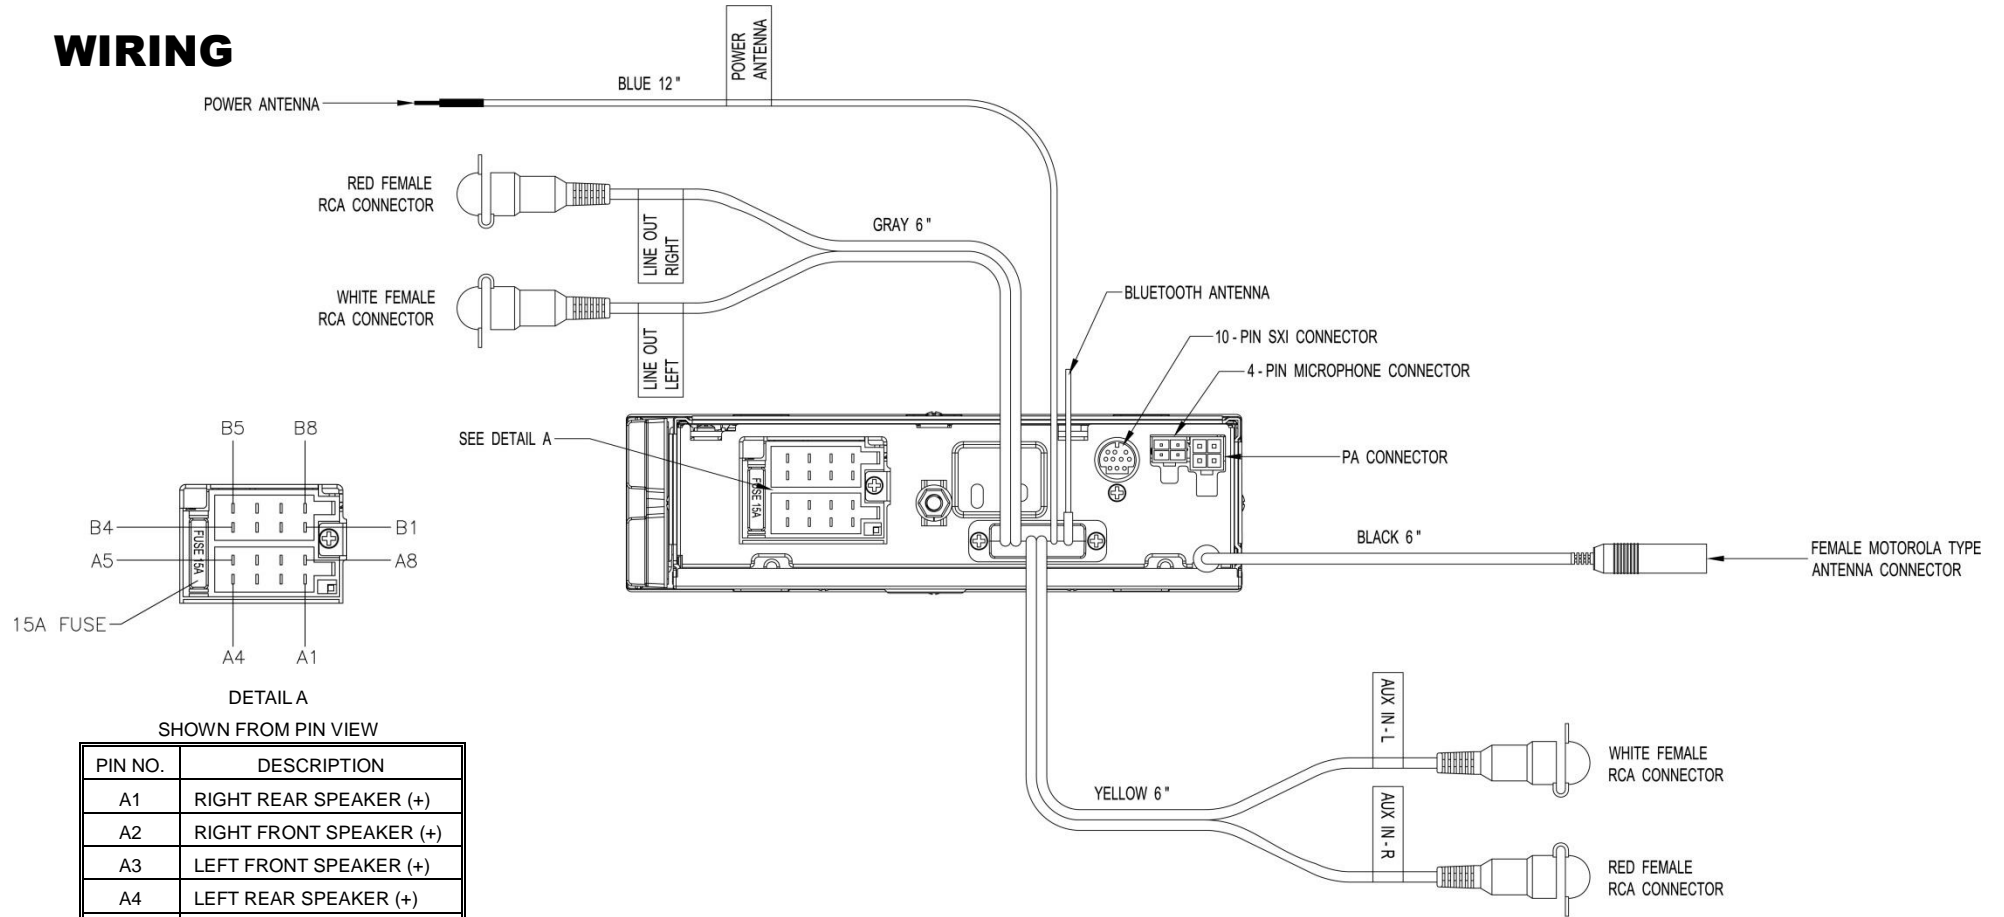 WIRING
POWER
ANTENNA
BLUE 12"
POWER ANTENNA
RED FEMALE
RCA CONNECTOR
LINE OUT
RIGHT
GRAY 6"
WHITE FEMALE
RCA CONNECTOR
LINE OUT
LEFT
BLUETOOTH ANTENNA
10 - PIN SXI CONNECTOR
4 - PIN MICROPHONE CONNECTOR
SEE DETAIL A
PA CONNECTOR
FUSE 15A
BLACK 6"
FEMALE MOTOROLA TYPE
ANTENNA CONNECTOR
B5
B8
B4
B1
A5
A8
FUSE 15A
15A FUSE
A4
A1
DETAIL A
SHOWN FROM PIN VIEW
PIN NO. DESCRIPTION
A1 RIGHT REAR SPEAKER (+)
A2 RIGHT FRONT SPEAKER (+)
A3 LEFT FRONT SPEAKER (+)
A4 LEFT REAR SPEAKER (+)
AUX IN - L
WHITE FEMALE
RCA CONNECTOR
YELLOW 6"
AUX IN - R
RED FEMALE
RCA CONNECTOR